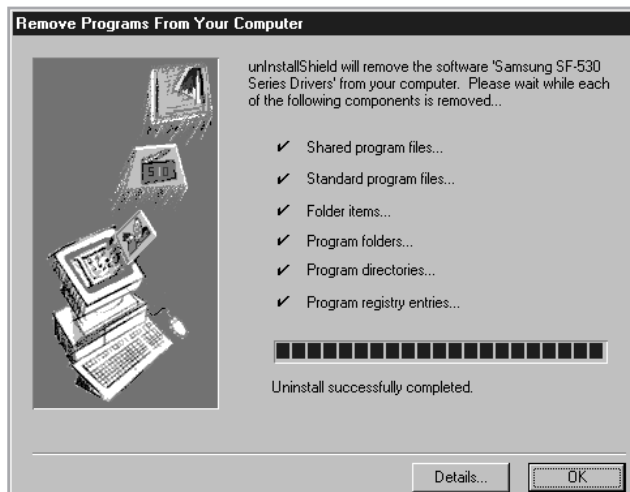 Remove Programs From Your Computer
unInstallShield will remove the software 'Samsung SF-530
Series Drivers' from your computer. Please wait while each
of the following components is removed...
✔ Shared program files...
✔ Standard program files...
✔ Folder items...
✔ Program folders...
✔ Program directories...
✔ Program registry entries...
Uninstall successfully completed.
Details... OK